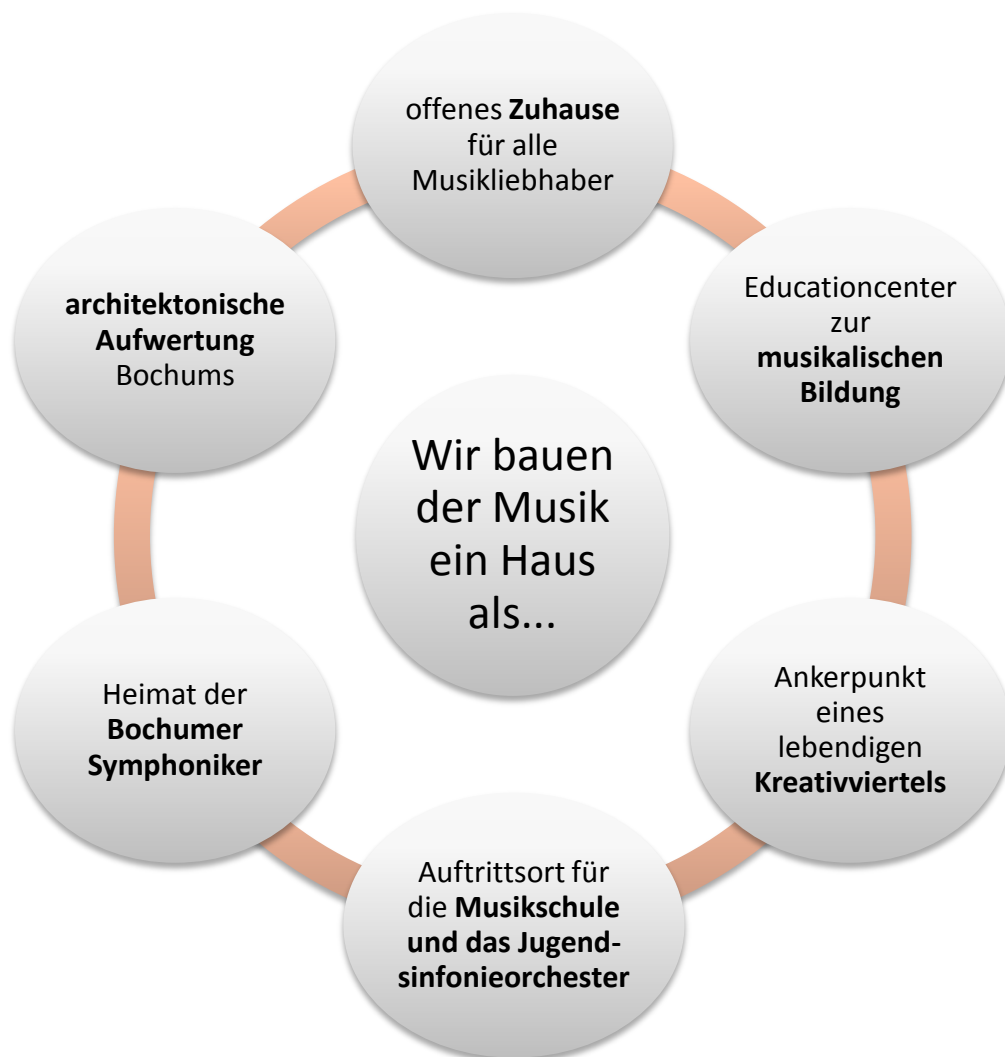 offenes Zuhause
für alle
Musikliebhaber
Educationcenter
zur
musikalischen
Bildung
Ankerpunkt
eines
lebendigen
Kreativviertels
Auftrittsort für
die Musikschule
und das Jugend-
sinfonieorchester
Heimat der
Bochumer
Symphoniker
architektonische
Aufwertung
Bochums
Wir bauen
der Musik
ein Haus
als...